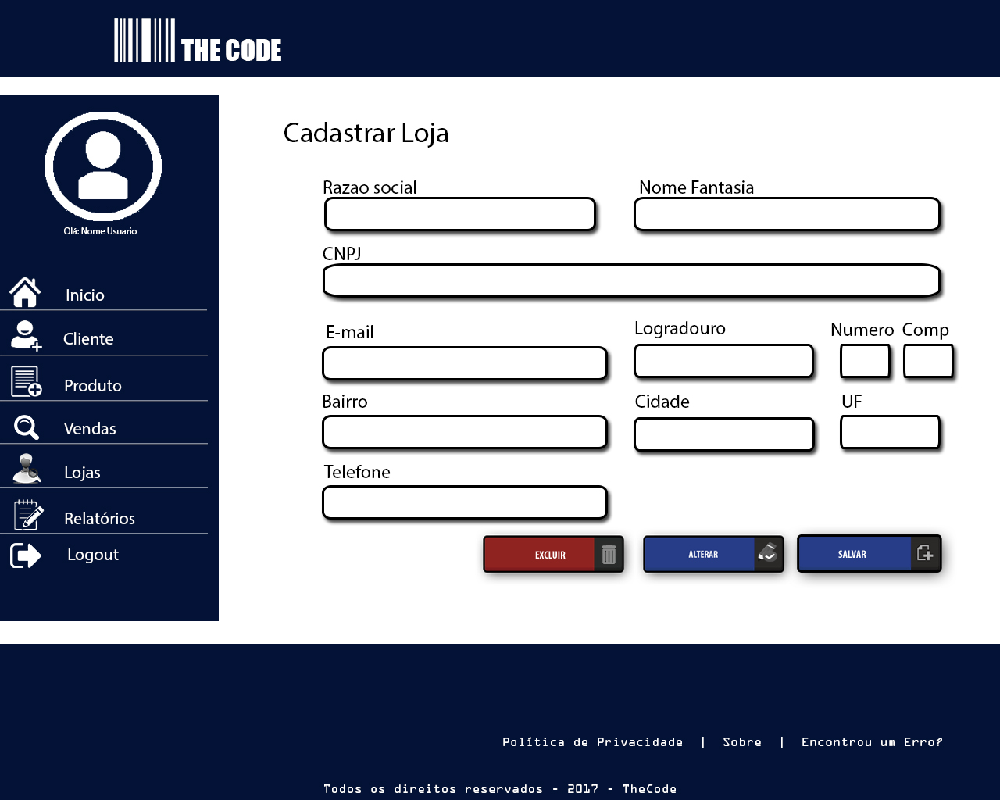 THE CODE
Olá: Nome Usuario
Inicio
Cliente
Produto
Vendas
Lojas
Relatórios
Logout
Cadastrar Loja
Razao social
Nome Fantasia
CNPJ
E-mail
Logradouro
Numero
Comp
Bairro
Cidade
UF
Telefone
EXCLUIR
ALTERAR
SALVAR
Política de Privacidade | Sobre | Encontrou um Erro?
Todos os direitos reservados - 2017 - TheCode